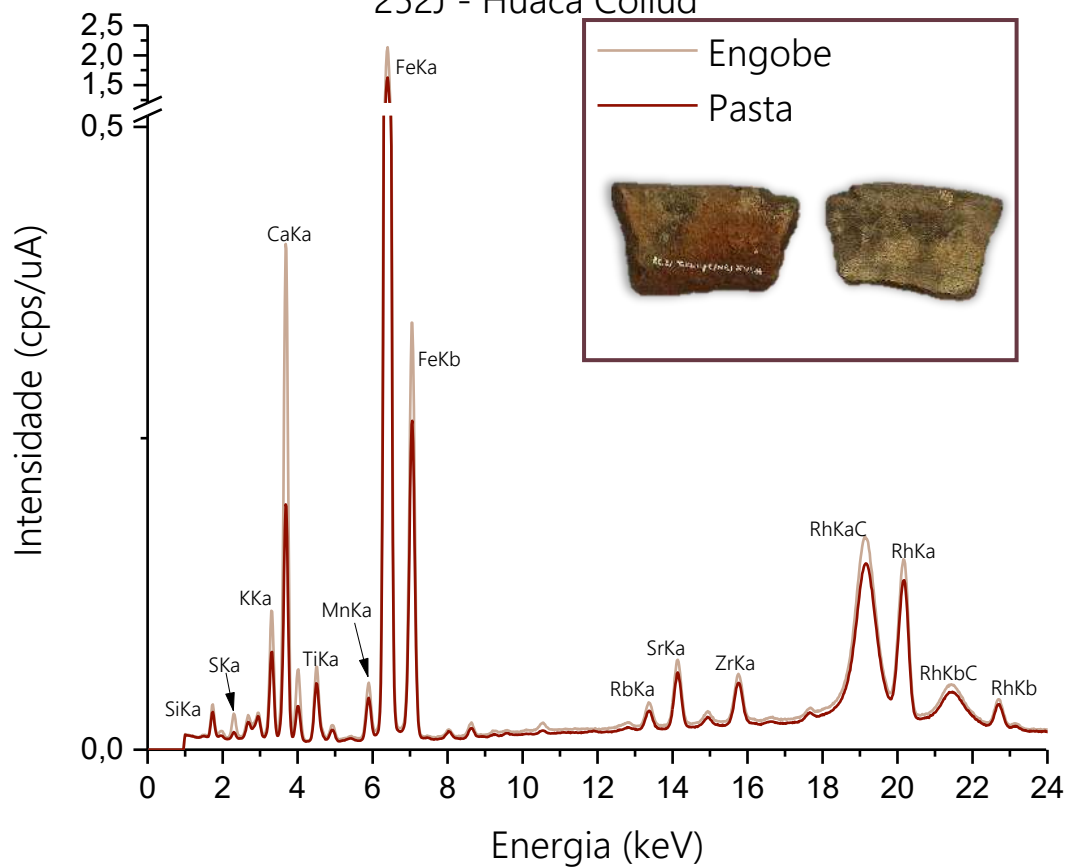 252J - Huaca Collud
Engobe
Pasta
Intensidade (cps/uA)
2,5
2,0
1,5
0,5
0,0
FeKa
CaKa
FeKb
KKa
MnKa
SKa
TiKa
SiKa
RhKaC
RhKa
SrKa
ZrKa
RbKa
RhKbC
RhKb
0 2 4 6 8 10 12 14 16 18 20 22 24
Energia (keV)